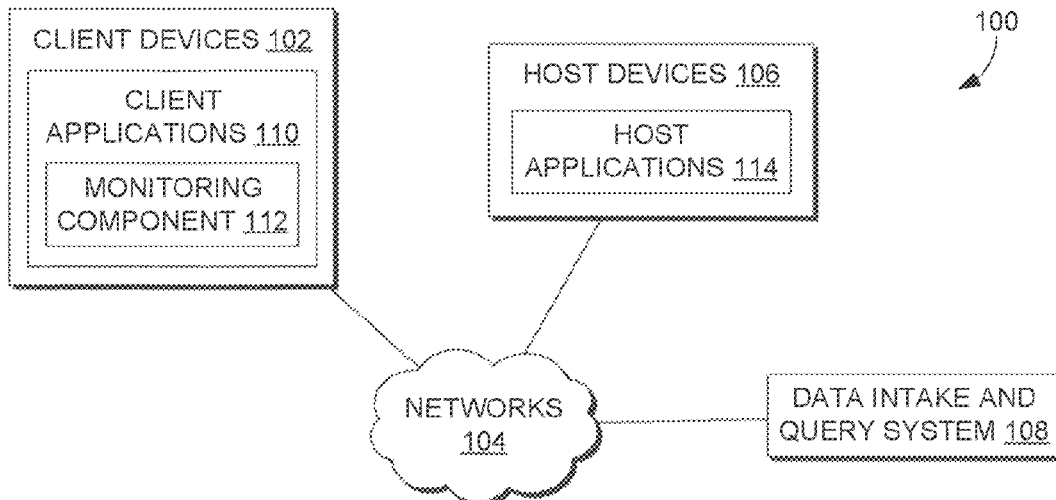 CLIENT DEVICES 102
CLIENT
APPLICATIONS 110
MONITORING
COMPONENT 112
HOST DEVICES 106
HOST
APPLICATIONS 114
100
NETWORKS
104
DATA INTAKE AND
QUERY SYSTEM 108